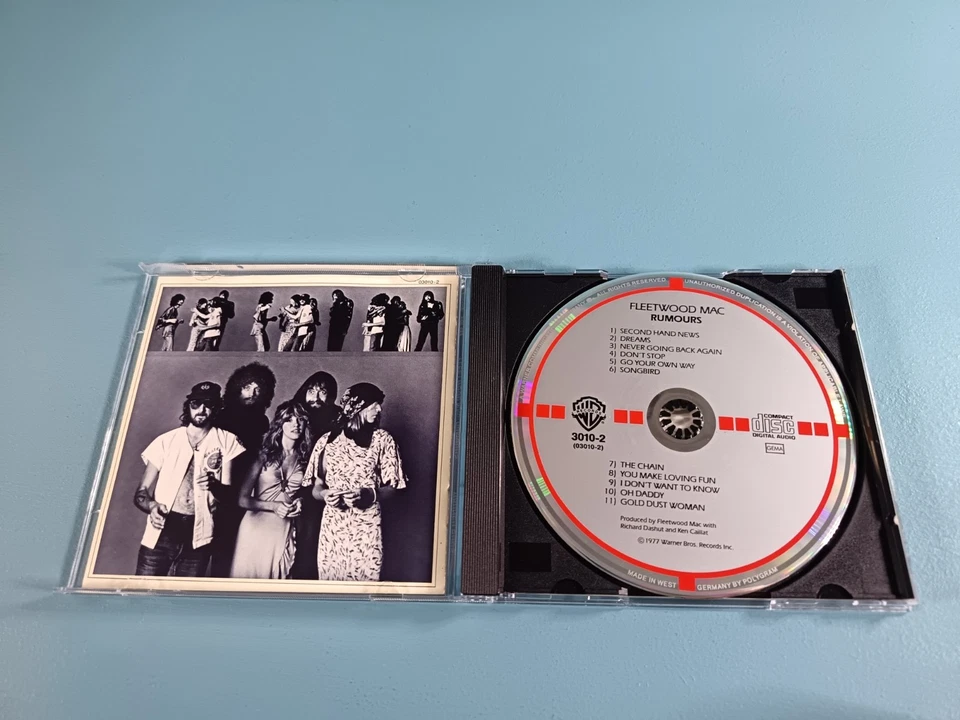 03010-2
ALL RIGHTS RESERVED
UNAUTHORIZED DUPLICATION IS A VIOLATION
FLEETWOOD MAC
RUMOURS
1) SECOND HAND NEWS
2) DREAMS
3) NEVER GOING BACK AGAIN
4) DON'T STOP
5) GO YOUR OWN WAY
6) SONGBIRD
3010-2
(03010-2)
COMPACT
disc
DIGITAL AUDIO
GEMA
7) THE CHAIN
8) YOU MAKE LOVING FUN
9) I DON'T WANT TO KNOW
10) OH DADDY
11) GOLD DUST WOMAN
Produced by Fleetwood Mac with
Richard Dashut and Ken Caillat
© 1977 Warner Bros. Records Inc.
MADE IN WEST GERMANY BY POLYGRAM